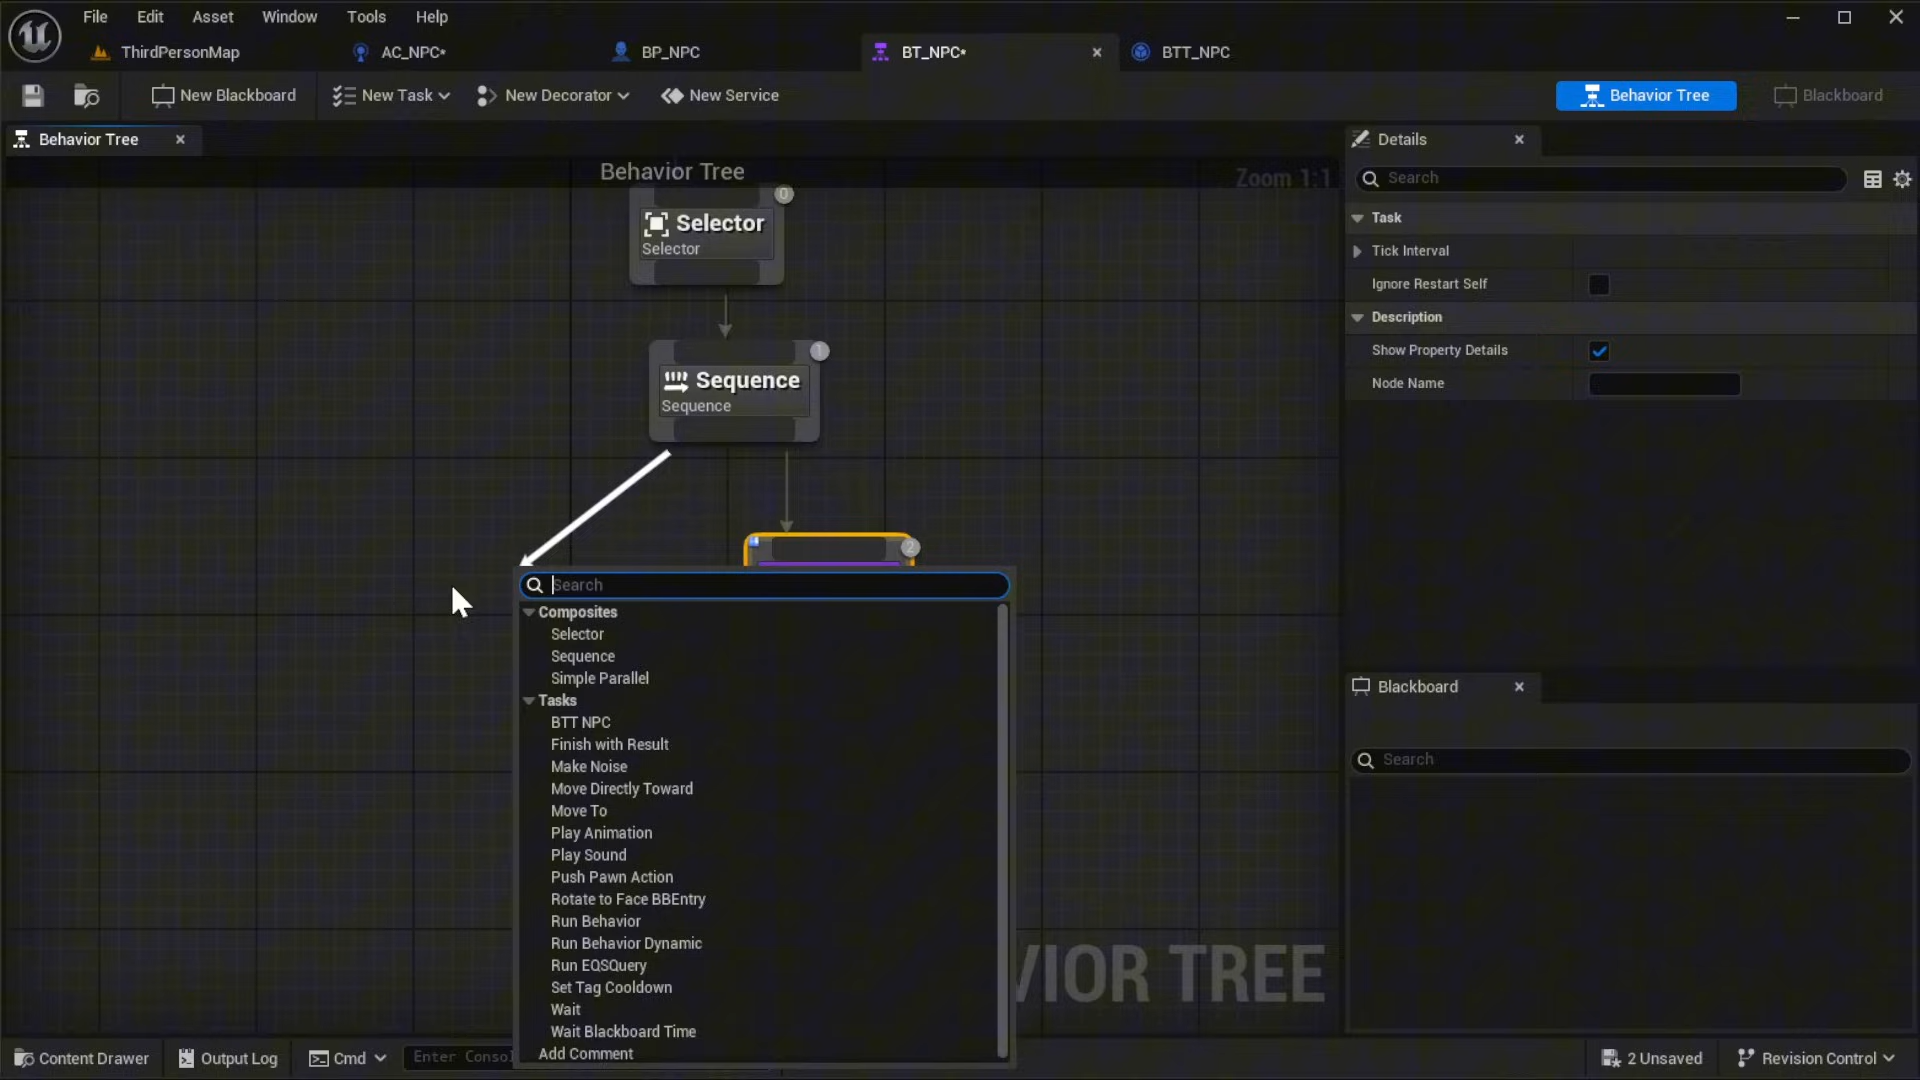 File Edit Asset Window Tools Help
ThirdPersonMap AC_NPC* BP_NPC BT_NPC* BTT_NPC
New Blackboard New Task New Decorator New Service Behavior Tree Blackboard
Behavior Tree
Behavior Tree
Zoom 1:1
0
Selector
Selector
1
Sequence
Sequence
2
Search
Composites
Selector
Sequence
Simple Parallel
Tasks
BTT NPC
Finish with Result
Make Noise
Move Directly Toward
Move To
Play Animation
Play Sound
Push Pawn Action
Rotate to Face BBEntry
Run Behavior
Run Behavior Dynamic
Run EQSQuery
Set Tag Cooldown
Wait
Wait Blackboard Time
Add Comment
VIOR TREE
Details
Search
Task
Tick Interval
Ignore Restart Self
Description
Show Property Details
Node Name
Blackboard
Search
Content Drawer Output Log Cmd Enter Consol 2 Unsaved Revision Control